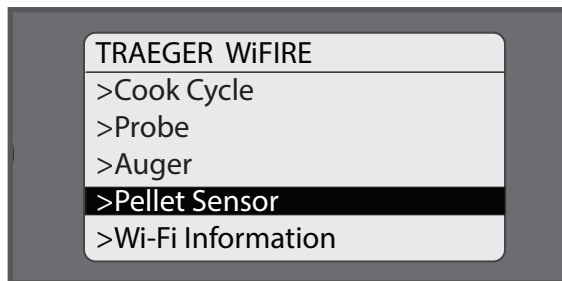 TRAEGER WiFIRE
>Cook Cycle
>Probe
>Auger
>Pellet Sensor
>Wi-Fi Information